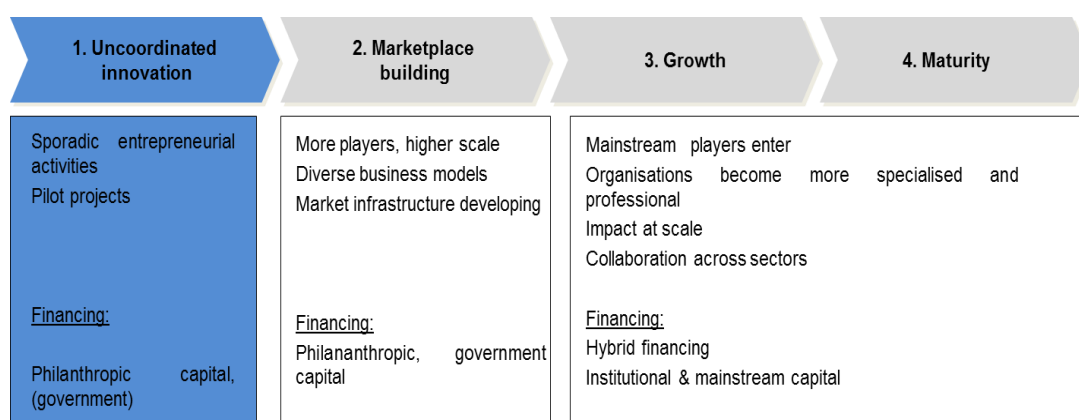 1. Uncoordinated
innovation
2. Marketplace
building
3. Growth
4. Maturity
Sporadic entrepreneurial
activities
Pilot projects
Financing:
Philanthropic capital,
(government)
More players, higher scale
Diverse business models
Market infrastructure developing
Financing:
Philananthropic, government
capital
Mainstream players enter
Organisations become more specialised and
professional
Impact at scale
Collaboration across sectors
Financing:
Hybrid financing
Institutional & mainstream capital